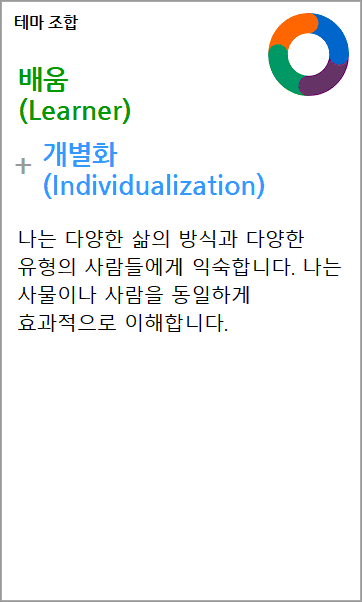 테마 조합
배움
(Learner)
+ 개별화
(Individualization)
나는 다양한 삶의 방식과 다양한
유형의 사람들에게 익숙합니다. 나는
사물이나 사람을 동일하게
효과적으로 이해합니다.